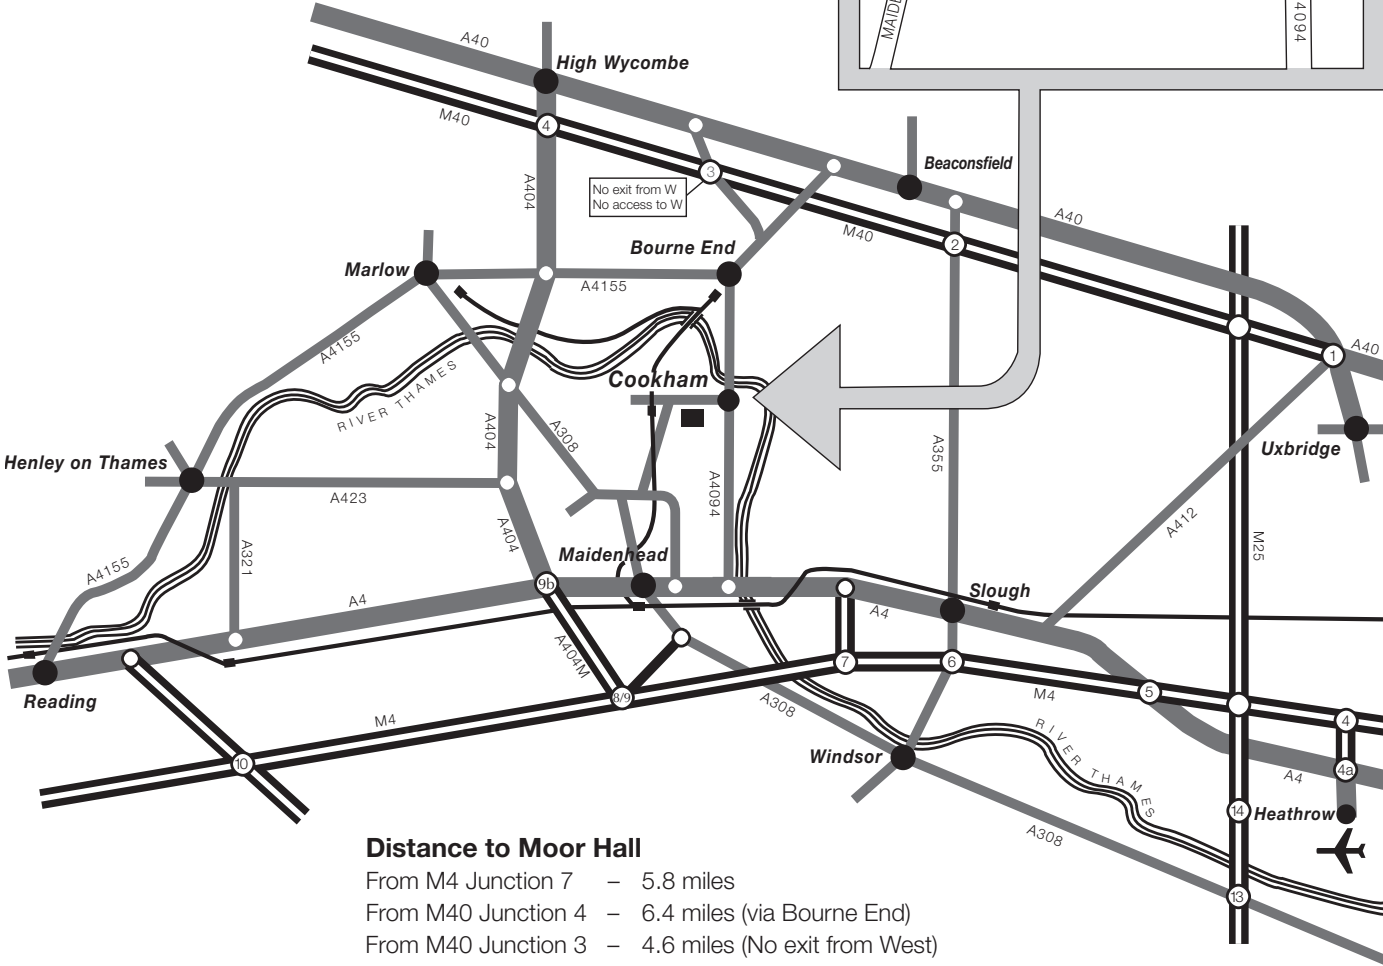 MAIDE
4094
A40
High Wycombe
M40
4
3
No exit from W
No access to W
A404
Beaconsfield
A40
M40
2
Bourne End
Marlow
A4155
A4155
RIVER THAMES
1
A40
Cookham
A404
A308
A355
Uxbridge
Henley on Thames
A423
A4094
A412
A404
M25
A321
A4155
Maidenhead
9b
A4
A4
Slough
A404M
7
6
8/9
Reading
M4
A308
M4
5
4
10
Windsor
RIVER THAMES
4a
A4
14
Heathrow
A308
13
Distance to Moor Hall
From M4 Junction 7 – 5.8 miles
From M40 Junction 4 – 6.4 miles (via Bourne End)
From M40 Junction 3 – 4.6 miles (No exit from West)